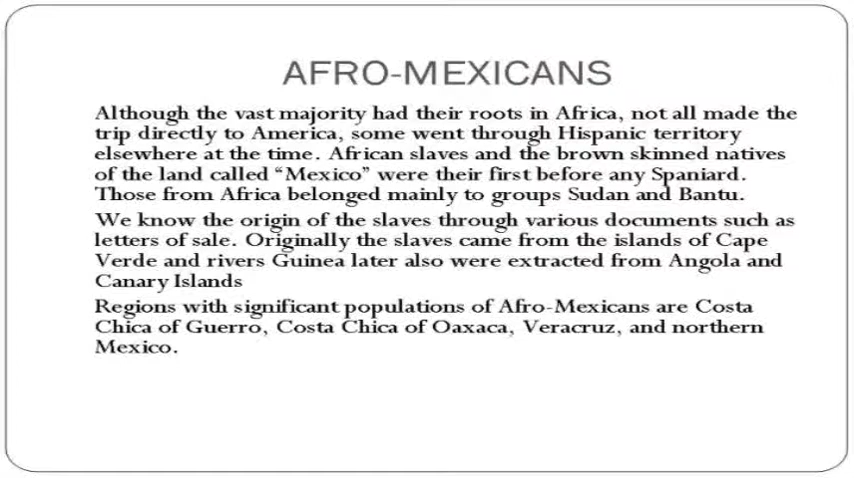 AFRO-MEXICANS
Although the vast majority had their roots in Africa, not all made the
trip directly to America, some went through Hispanic territory
elsewhere at the time. African slaves and the brown skinned natives
of the land called “Mexico” were their first before any Spaniard.
Those from Africa belonged mainly to groups Sudan and Bantu.
We know the origin of the slaves through various documents such as
letters of sale. Originally the slaves came from the islands of Cape
Verde and rivers Guinea later also were extracted from Angola and
Canary Islands
Regions with significant populations of Afro-Mexicans are Costa
Chica of Guerro, Costa Chica of Oaxaca, Veracruz, and northern
Mexico.